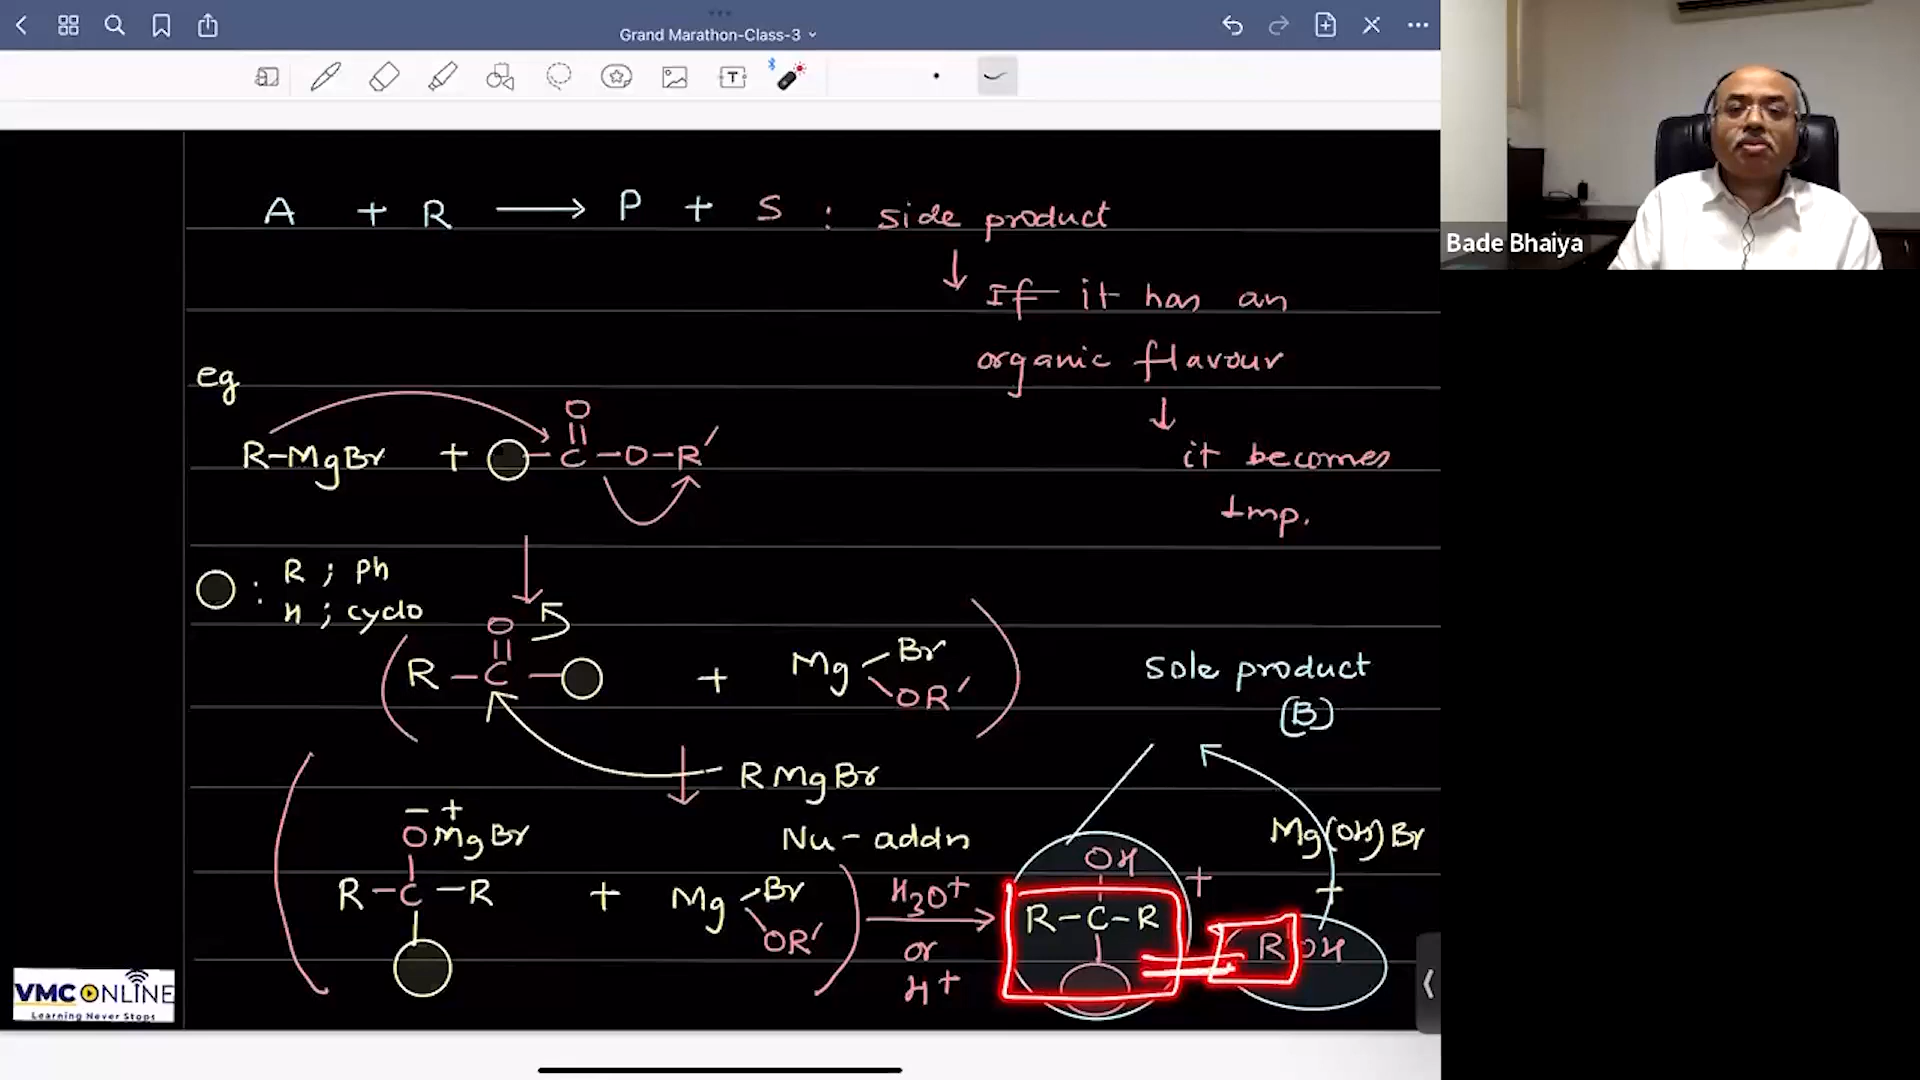 Grand Marathon-Class-3
Bade Bhaiya
A + R → P + S : side product
↓ If it has an
organic flavour
↓
it becomes
Imp.
eg
O
R-MgBr + -C-O-R′
: R ; Ph
H ; cyclo
O
R-C- + Mg Br
OR′
Sole product
(B)
RMgBr
Nu-addn
- +
OMgBr
R-C-R + Mg Br
OR′
H3O+
or
H+
OH
R-C-R
+ Mg(OH)Br
+
ROH
VMC ONLINE
Learning Never Stops